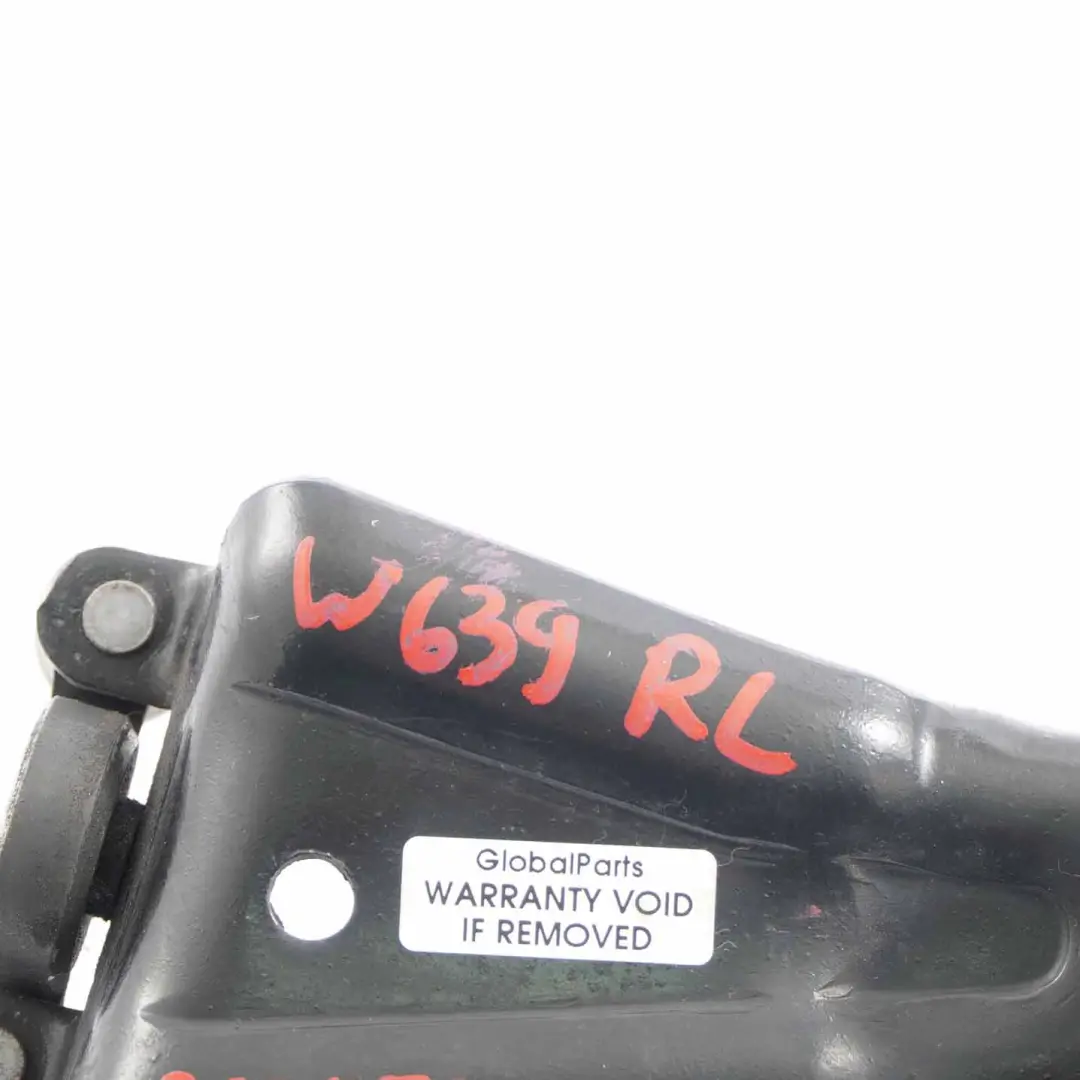 W639 RL
GlobalParts
WARRANTY VOID
IF REMOVED